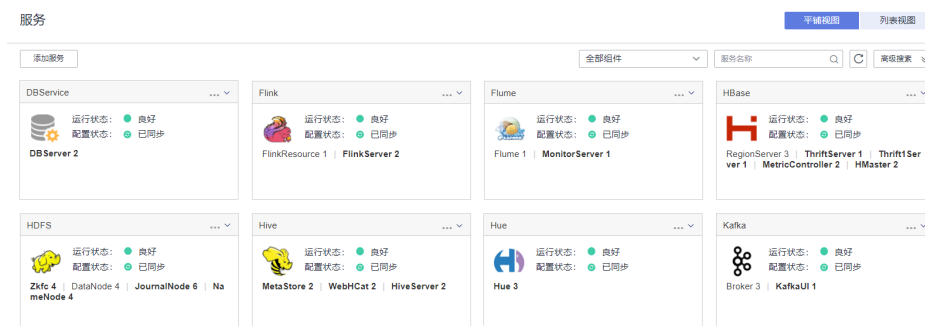 服务
平铺视图 列表视图
添加服务 全部组件 服务名称 高级搜索
DBService ... Flink ... Flume ... HBase ...
运行状态： 良好 运行状态： 良好 运行状态： 良好 运行状态： 良好
配置状态： 已同步 配置状态： 已同步 配置状态： 已同步 配置状态： 已同步
DBServer 2 FlinkResource 1 | FlinkServer 2 Flume 1 | MonitorServer 1 RegionServer 3 | ThriftServer 1 | Thrift1Ser
ver 1 | MetricController 2 | HMaster 2
HDFS ... Hive ... Hue ... Kafka ...
运行状态： 良好 运行状态： 良好 运行状态： 良好 运行状态： 良好
配置状态： 已同步 配置状态： 已同步 配置状态： 已同步 配置状态： 已同步
Zkfc 4 | DataNode 4 | JournalNode 6 | Na MetaStore 2 | WebHCat 2 | HiveServer 2 Hue 3 Broker 3 | KafkaUI 1
meNode 4